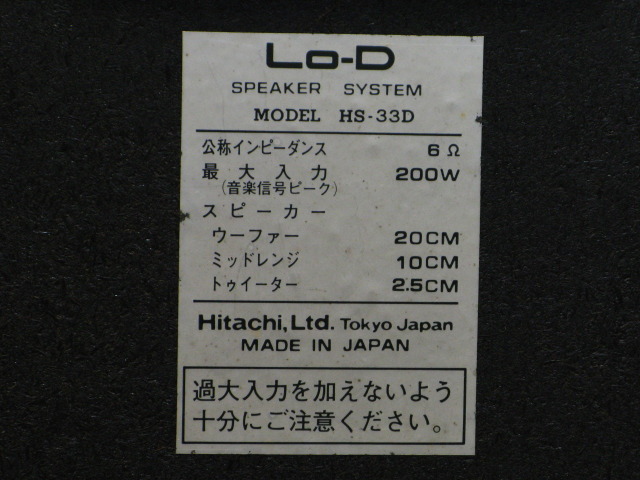 Lo-D
SPEAKER SYSTEM
MODEL HS-33D
公称インピーダンス 6Ω
最大入力 200W
(音楽信号ピーク)
スピーカー
ウーファー 20CM
ミッドレンジ 10CM
トゥイーター 2.5CM
Hitachi, Ltd. Tokyo Japan
MADE IN JAPAN
過大入力を加えないよう
十分にご注意ください。